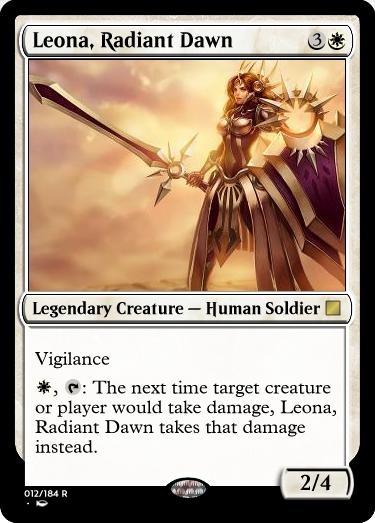 Leona, Radiant Dawn 3
Legendary Creature — Human Soldier
Vigilance
, : The next time target creature
or player would take damage, Leona,
Radiant Dawn takes that damage
instead.
2/4
012/184 R